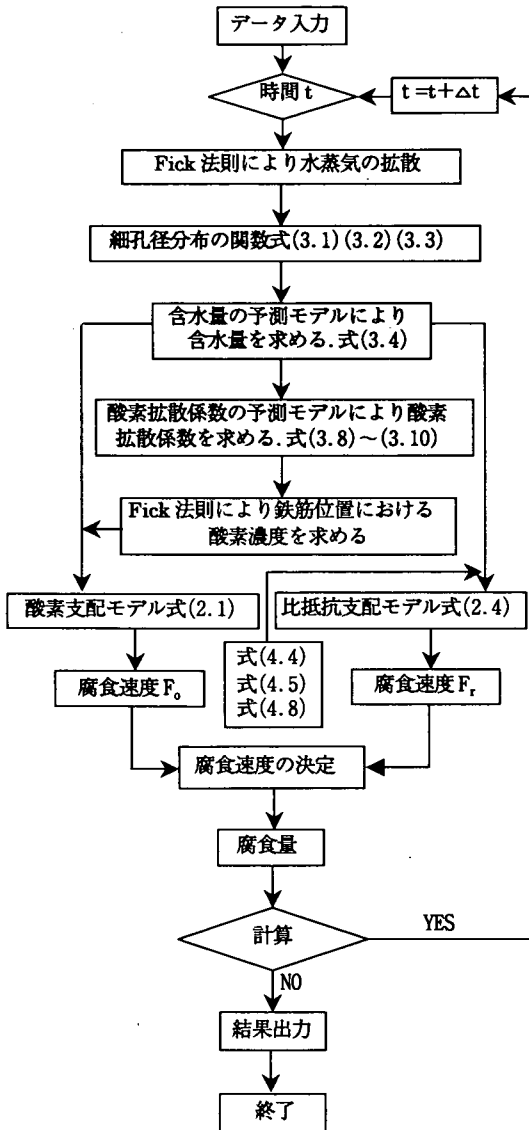 データ入力
時間 t
t =t+△t
Fick 法則により水蒸気の拡散
細孔径分布の関数式(3.1)(3.2)(3.3)
含水量の予測モデルにより
含水量を求める.式(3.4)
酸素拡散係数の予測モデルにより酸素
拡散係数を求める.式(3.8)~(3.10)
Fick 法則により鉄筋位置における
酸素濃度を求める
酸素支配モデル式(2.1)
比抵抗支配モデル式(2.4)
式(4.4)
式(4.5)
式(4.8)
腐食速度 Fo
腐食速度 Fr
腐食速度の決定
腐食量
計算
YES
NO
結果出力
終了